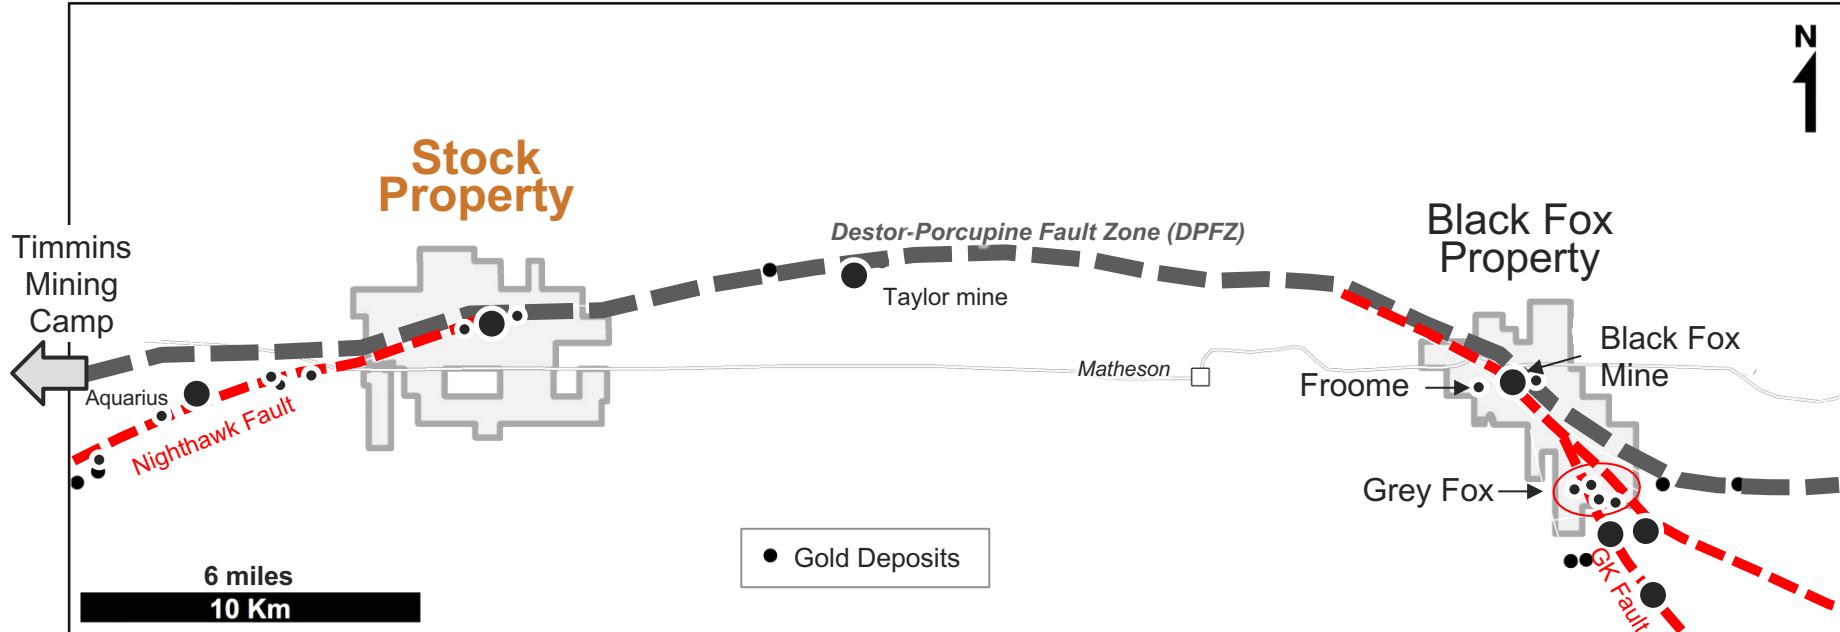 N
Stock
Property
Black Fox
Property
Destor-Porcupine Fault Zone (DPFZ)
Timmins
Mining
Camp
Taylor mine
Black Fox
Mine
Matheson
Froome
Aquarius
Nighthawk Fault
Grey Fox
Gold Deposits
GK Fault
6 miles
10 Km